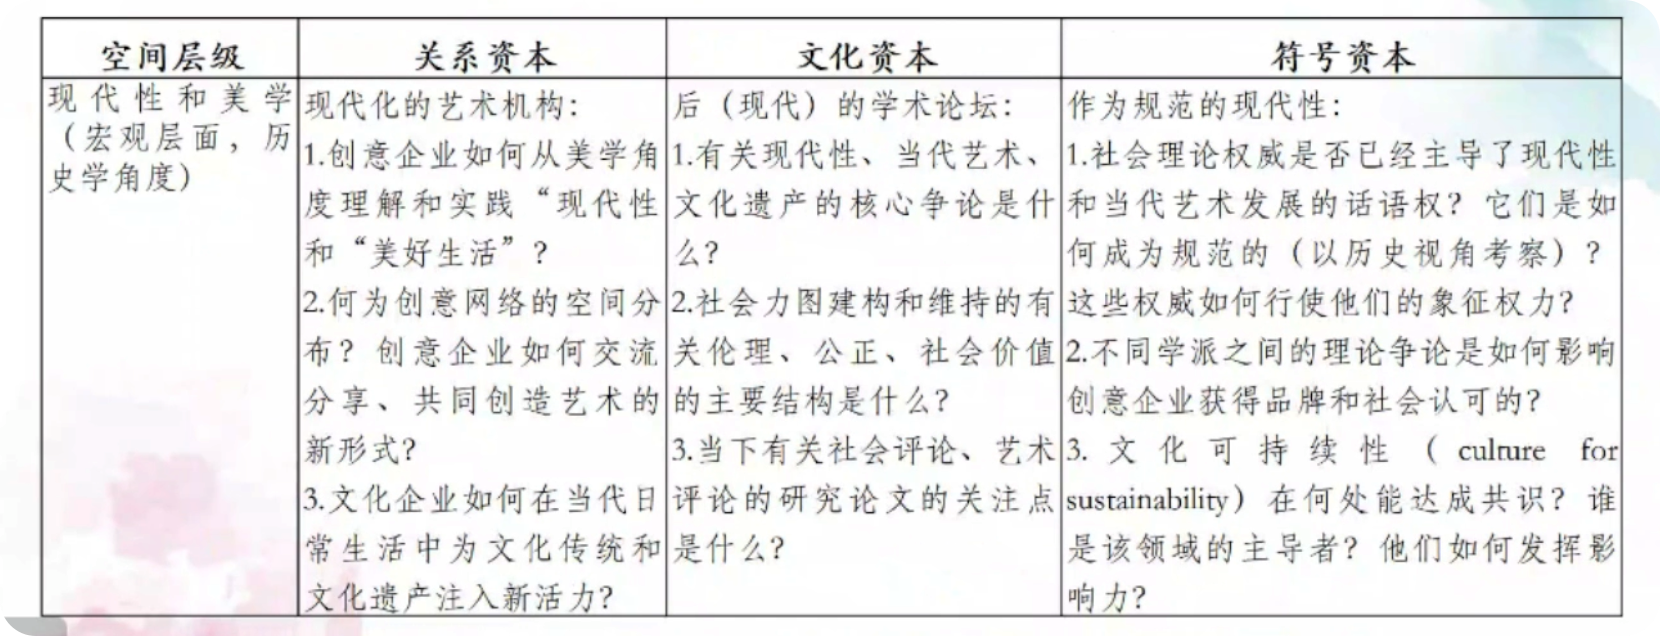 空间层级
关系资本
文化资本
符号资本
现代性和美学
（宏观层面，历
史学角度）
现代化的艺术机构：
1.创意企业如何从美学角
度理解和实践“现代性
和“美好生活”？
2.何为创意网络的空间分
布？创意企业如何交流
分享、共同创造艺术的
新形式？
3.文化企业如何在当代日
常生活中为文化传统和
文化遗产注入新活力？
后（现代）的学术论坛：
1.有关现代性、当代艺术、
文化遗产的核心争论是什
么？
2.社会力图建构和维持的有
关伦理、公正、社会价值
的主要结构是什么？
3.当下有关社会评论、艺术
评论的研究论文的关注点
是什么？
作为规范的现代性：
1.社会理论权威是否已经主导了现代性
和当代艺术发展的话语权？它们是如
何成为规范的（以历史视角考察）？
这些权威如何行使他们的象征权力？
2.不同学派之间的理论争论是如何影响
创意企业获得品牌和社会认可的？
3.文化可持续性（culture for
sustainability）在何处能达成共识？谁
是该领域的主导者？他们如何发挥影
响力？